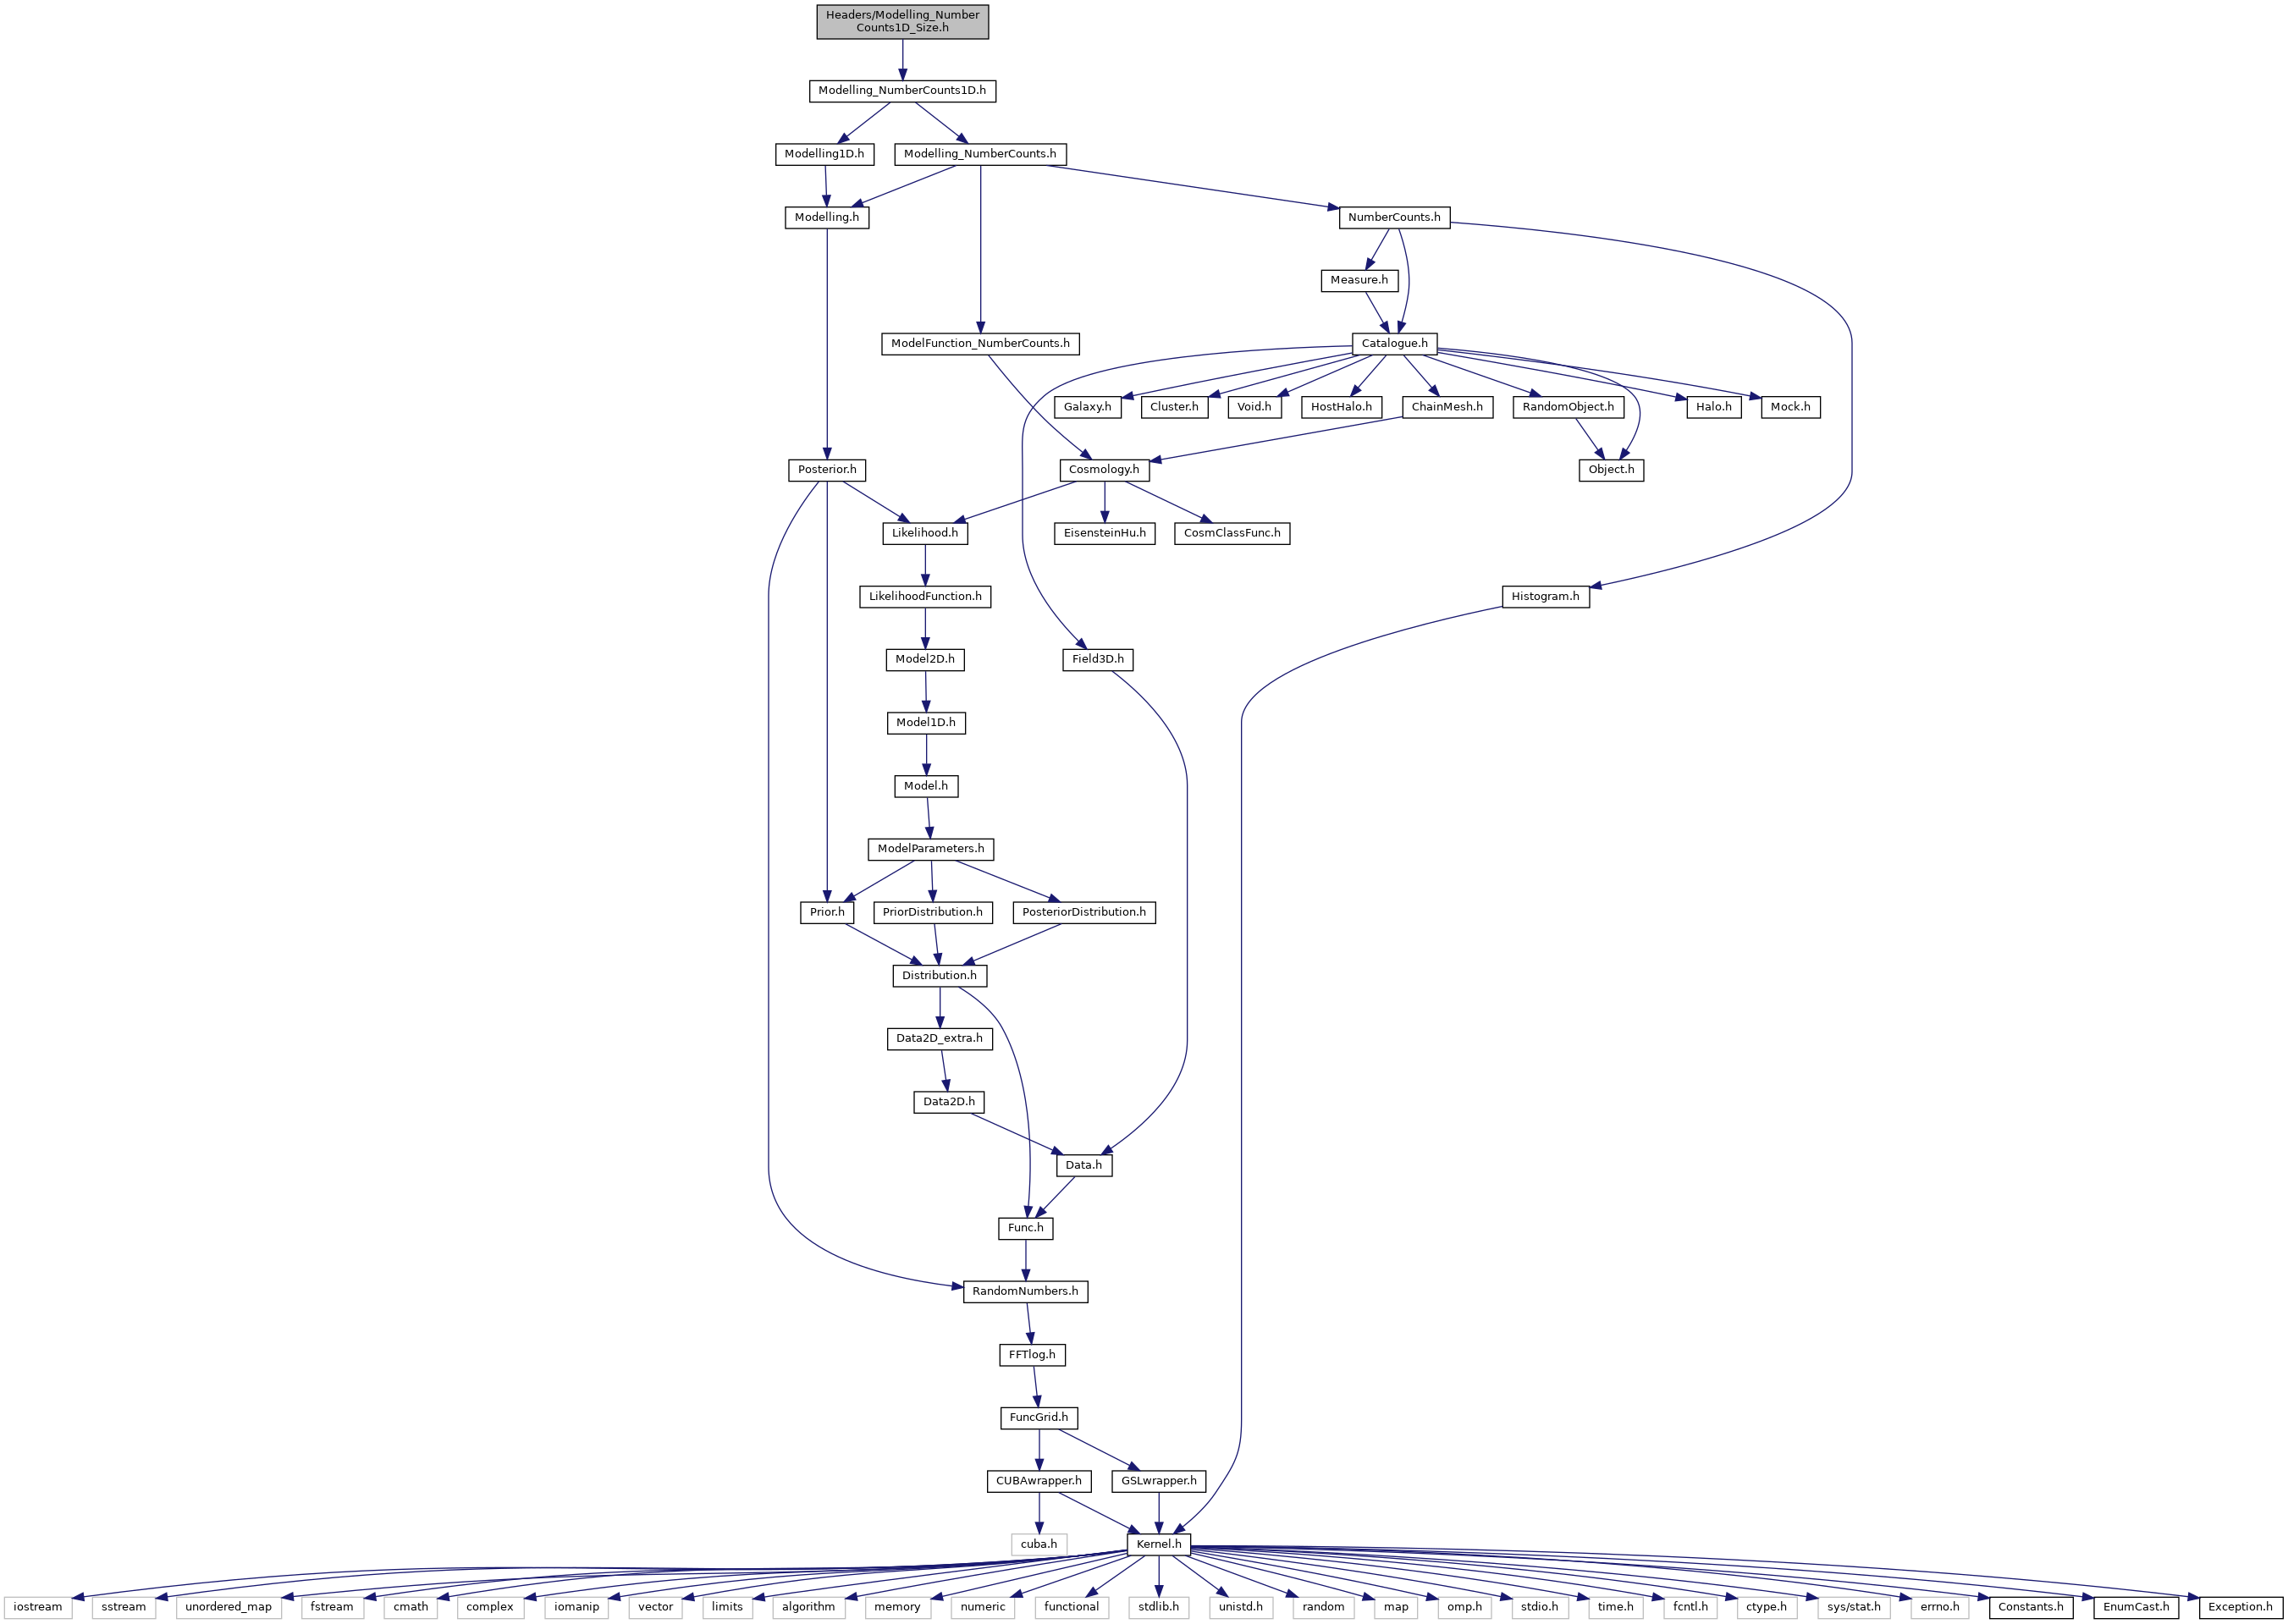 Headers/Modelling_Number
Counts1D_Size.h
Modelling_NumberCounts1D.h
Modelling1D.h
Modelling_NumberCounts.h
Modelling.h
NumberCounts.h
Measure.h
ModelFunction_NumberCounts.h
Catalogue.h
Galaxy.h
Cluster.h
Void.h
HostHalo.h
ChainMesh.h
RandomObject.h
Halo.h
Mock.h
Posterior.h
Cosmology.h
Object.h
Likelihood.h
EisensteinHu.h
CosmClassFunc.h
LikelihoodFunction.h
Histogram.h
Model2D.h
Field3D.h
Model1D.h
Model.h
ModelParameters.h
Prior.h
PriorDistribution.h
PosteriorDistribution.h
Distribution.h
Data2D_extra.h
Data2D.h
Data.h
Func.h
RandomNumbers.h
FFTlog.h
FuncGrid.h
CUBAwrapper.h
GSLwrapper.h
cuba.h
Kernel.h
iostream
sstream
unordered_map
fstream
cmath
complex
iomanip
vector
limits
algorithm
memory
numeric
functional
stdlib.h
unistd.h
random
map
omp.h
stdio.h
time.h
fcntl.h
ctype.h
sys/stat.h
errno.h
Constants.h
EnumCast.h
Exception.h